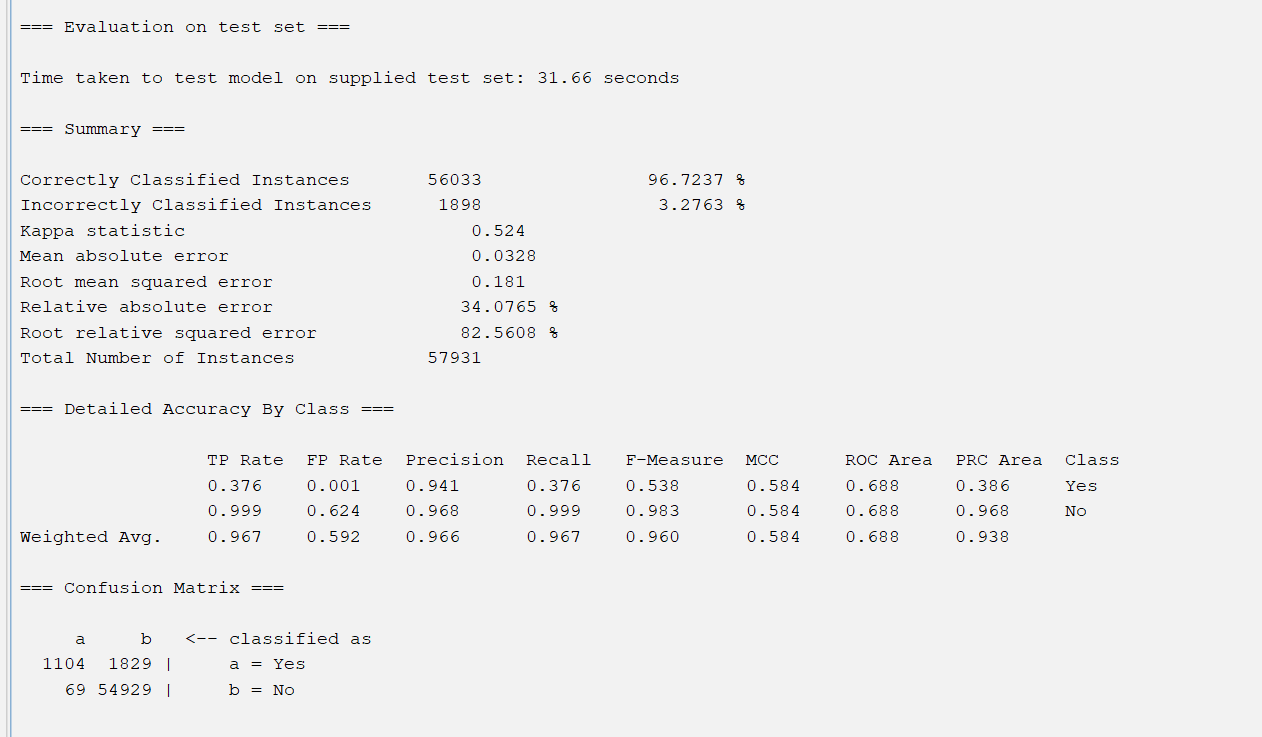 === Evaluation on test set ===
Time taken to test model on supplied test set: 31.66 seconds
=== Summary ===
Correctly Classified Instances 56033 96.7237 %
Incorrectly Classified Instances 1898 3.2763 %
Kappa statistic 0.524
Mean absolute error 0.0328
Root mean squared error 0.181
Relative absolute error 34.0765 %
Root relative squared error 82.5608 %
Total Number of Instances 57931
=== Detailed Accuracy By Class ===
TP Rate FP Rate Precision Recall F-Measure MCC ROC Area PRC Area Class
0.376 0.001 0.941 0.376 0.538 0.584 0.688 0.386 Yes
0.999 0.624 0.968 0.999 0.983 0.584 0.688 0.968 No
Weighted Avg. 0.967 0.592 0.966 0.967 0.960 0.584 0.688 0.938
=== Confusion Matrix ===
a b <-- classified as
1104 1829 | a = Yes
69 54929 | b = No